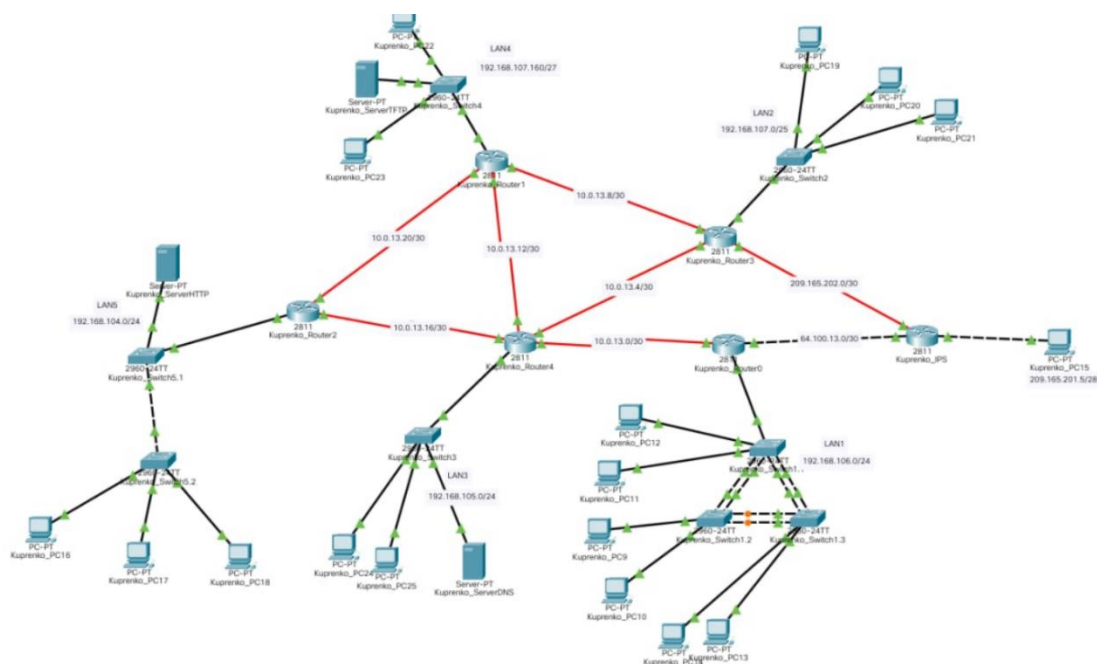 PC-PT
Kuprenko_PC22
LAN4
192.168.107.160/27
Server-PT
Kuprenko_ServerTFTP
2960-24TT
Kuprenko_Switch4
PC-PT
Kuprenko_PC23
2811
Kuprenko_Router1
PC-PT
Kuprenko_PC19
LAN2
192.168.107.0/25
PC-PT
Kuprenko_PC20
PC-PT
Kuprenko_PC21
2960-24TT
Kuprenko_Switch2
10.0.13.8/30
10.0.13.20/30
10.0.13.12/30
2811
Kuprenko_Router3
Server-PT
Kuprenko_ServerHTTP
LAN5
192.168.104.0/24
10.0.13.4/30
209.165.202.0/30
2811
Kuprenko_Router2
10.0.13.16/30
2811
Kuprenko_Router4
10.0.13.0/30
Kuprenko_Router0
64.100.13.0/30
2811
Kuprenko_IPS
PC-PT
Kuprenko_PC15
209.165.201.5/28
2960-24TT
Kuprenko_Switch5.1
2960-24TT
Kuprenko_Switch5.2
PC-PT
Kuprenko_PC16
PC-PT
Kuprenko_PC17
PC-PT
Kuprenko_PC18
2960-24TT
Kuprenko_Switch3
LAN3
192.168.105.0/24
PC-PT
Kuprenko_PC24
PC-PT
Kuprenko_PC25
Server-PT
Kuprenko_ServerDNS
PC-PT
Kuprenko_PC12
LAN1
192.168.106.0/24
PC-PT
Kuprenko_PC11
PC-PT
Kuprenko_PC9
Kuprenko_Switch1.2
Kuprenko_Switch1.3
PC-PT
Kuprenko_PC10
PC-PT
PC-PT
Kuprenko_PC13